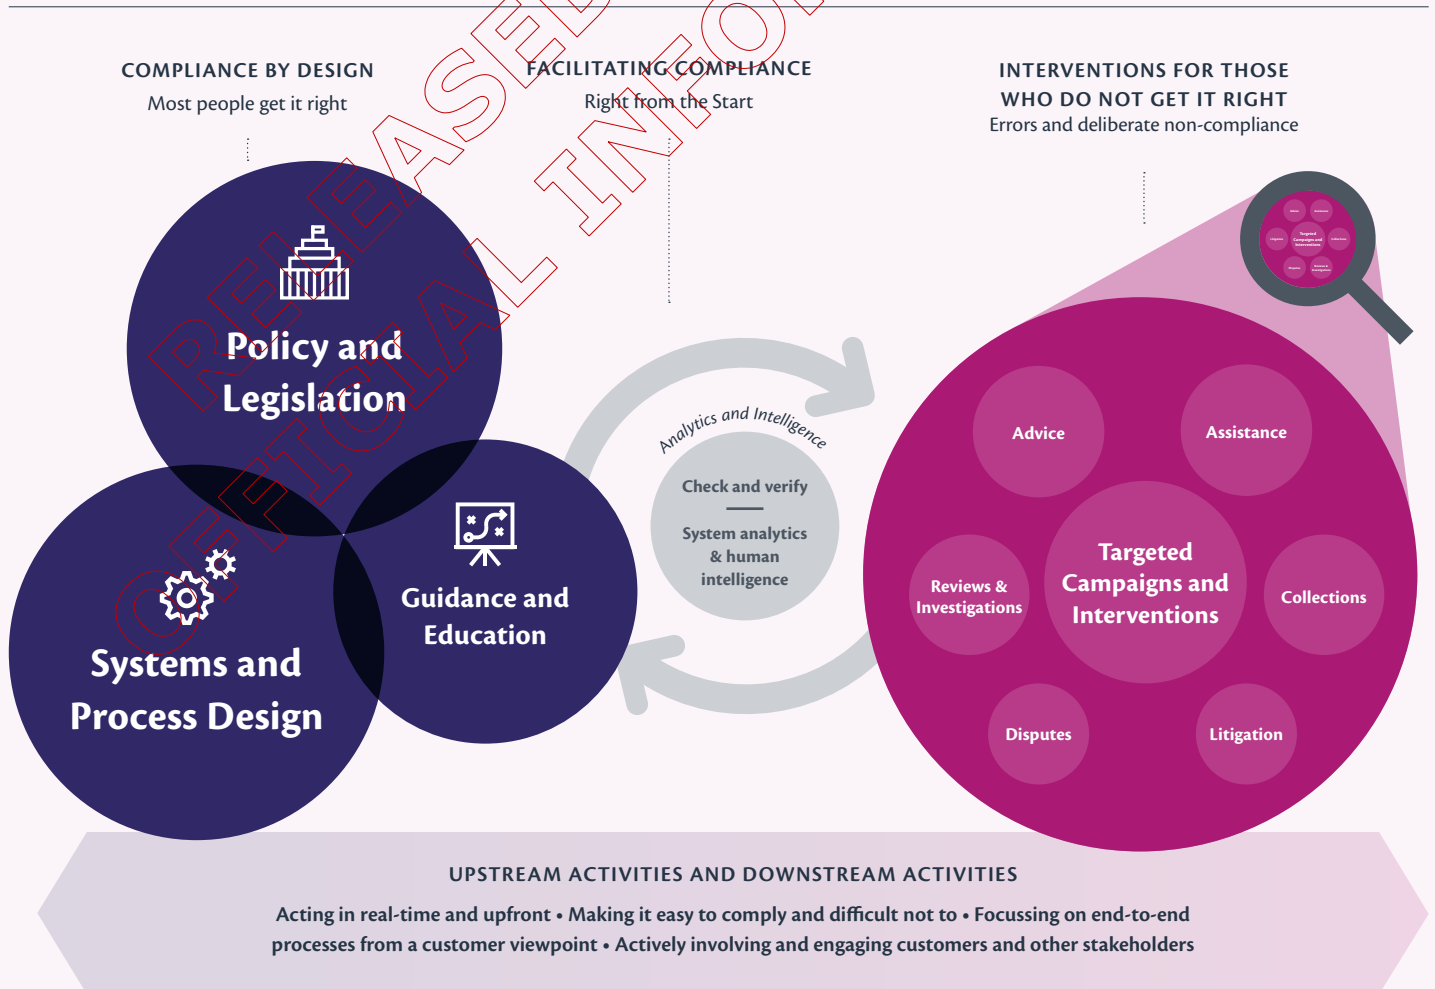 COMPLIANCE BY DESIGN
Most people get it right
FACILITATING COMPLIANCE
Right from the Start
INTERVENTIONS FOR THOSE
WHO DO NOT GET IT RIGHT
Errors and deliberate non-compliance
Policy and
Legislation
Systems and
Process Design
Guidance and
Education
Analytics and Intelligence
Check and verify
System analytics
& human
intelligence
Targeted
Campaigns and
Interventions
Advice
Assistance
Reviews &
Investigations
Targeted
Campaigns and
Interventions
Collections
Disputes
Litigation
UPSTREAM ACTIVITIES AND DOWNSTREAM ACTIVITIES
Acting in real-time and upfront • Making it easy to comply and difficult not to • Focussing on end-to-end
processes from a customer viewpoint • Actively involving and engaging customers and other stakeholders
RELEASED
OFFICIAL INFO